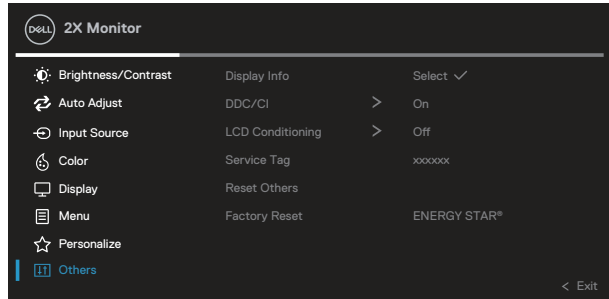 DELL 2X Monitor
Brightness/Contrast Display Info Select ✓
Auto Adjust DDC/CI > On
Input Source LCD Conditioning > Off
Color Service Tag xxxxxx
Display Reset Others
Menu Factory Reset ENERGY STAR®
Personalize
Others
< Exit